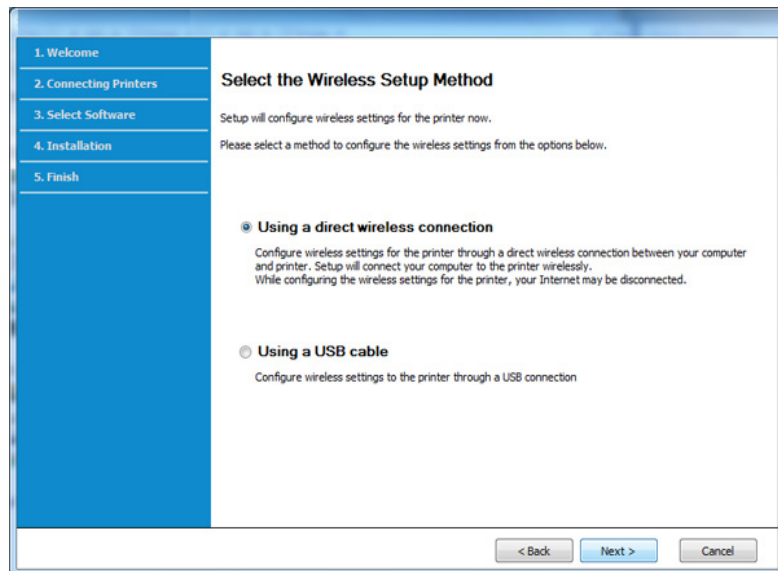 1. Welcome
2. Connecting Printers
3. Select Software
4. Installation
5. Finish
Select the Wireless Setup Method
Setup will configure wireless settings for the printer now.
Please select a method to configure the wireless settings from the options below.
Using a direct wireless connection
Configure wireless settings for the printer through a direct wireless connection between your computer
and printer. Setup will connect your computer to the printer wirelessly.
While configuring the wireless settings for the printer, your Internet may be disconnected.
Using a USB cable
Configure wireless settings to the printer through a USB connection
< Back
Next >
Cancel